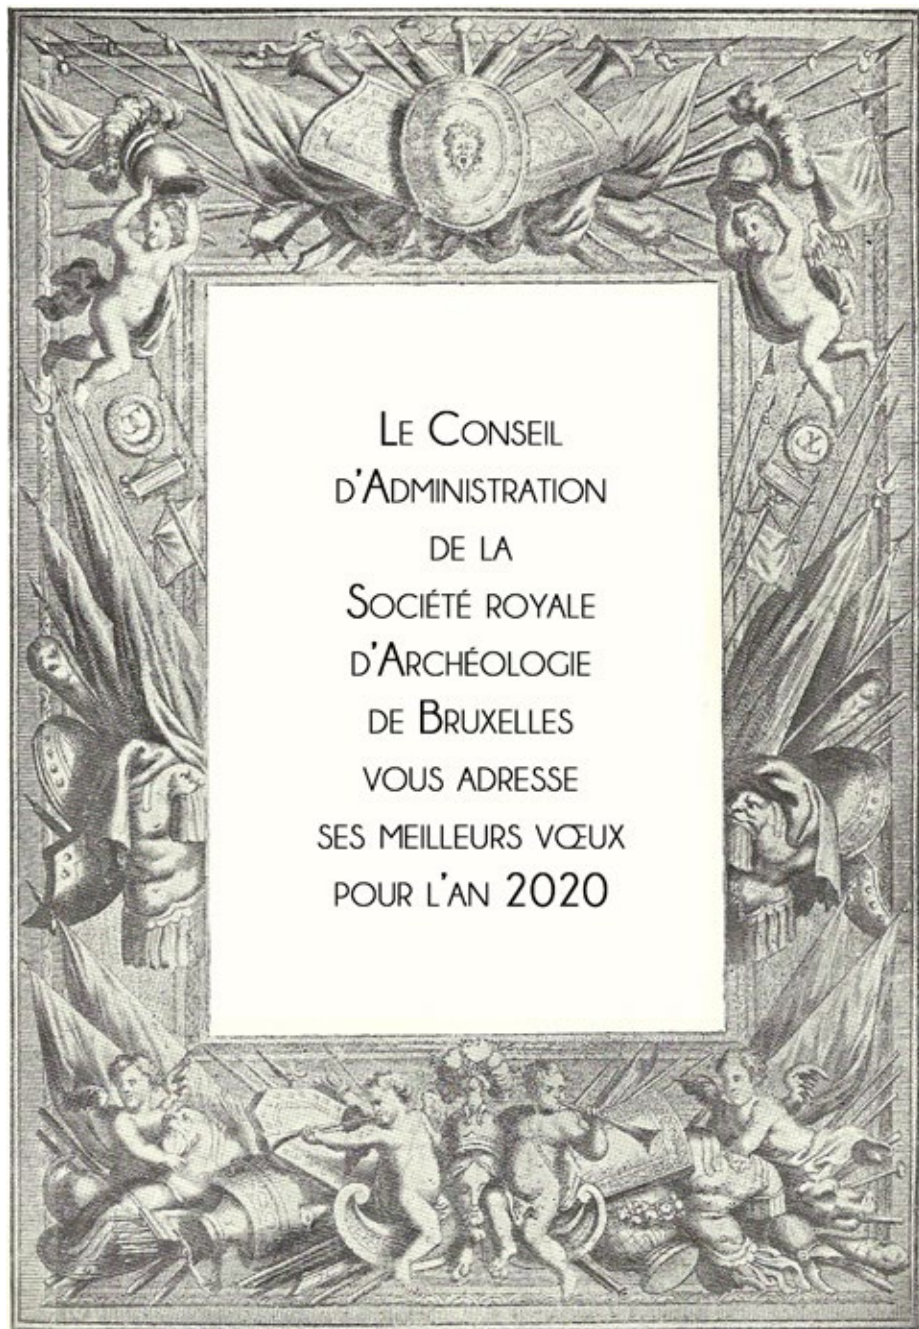 Le Conseil
d'Administration
de la
Société royale
d'Archéologie
de Bruxelles
vous adresse
ses meilleurs vœux
pour l'an 2020